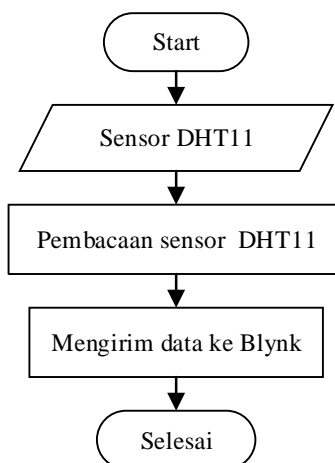 Start
Sensor DHT11
Pembacaan sensor DHT11
Mengirim data ke Blynk
Selesai